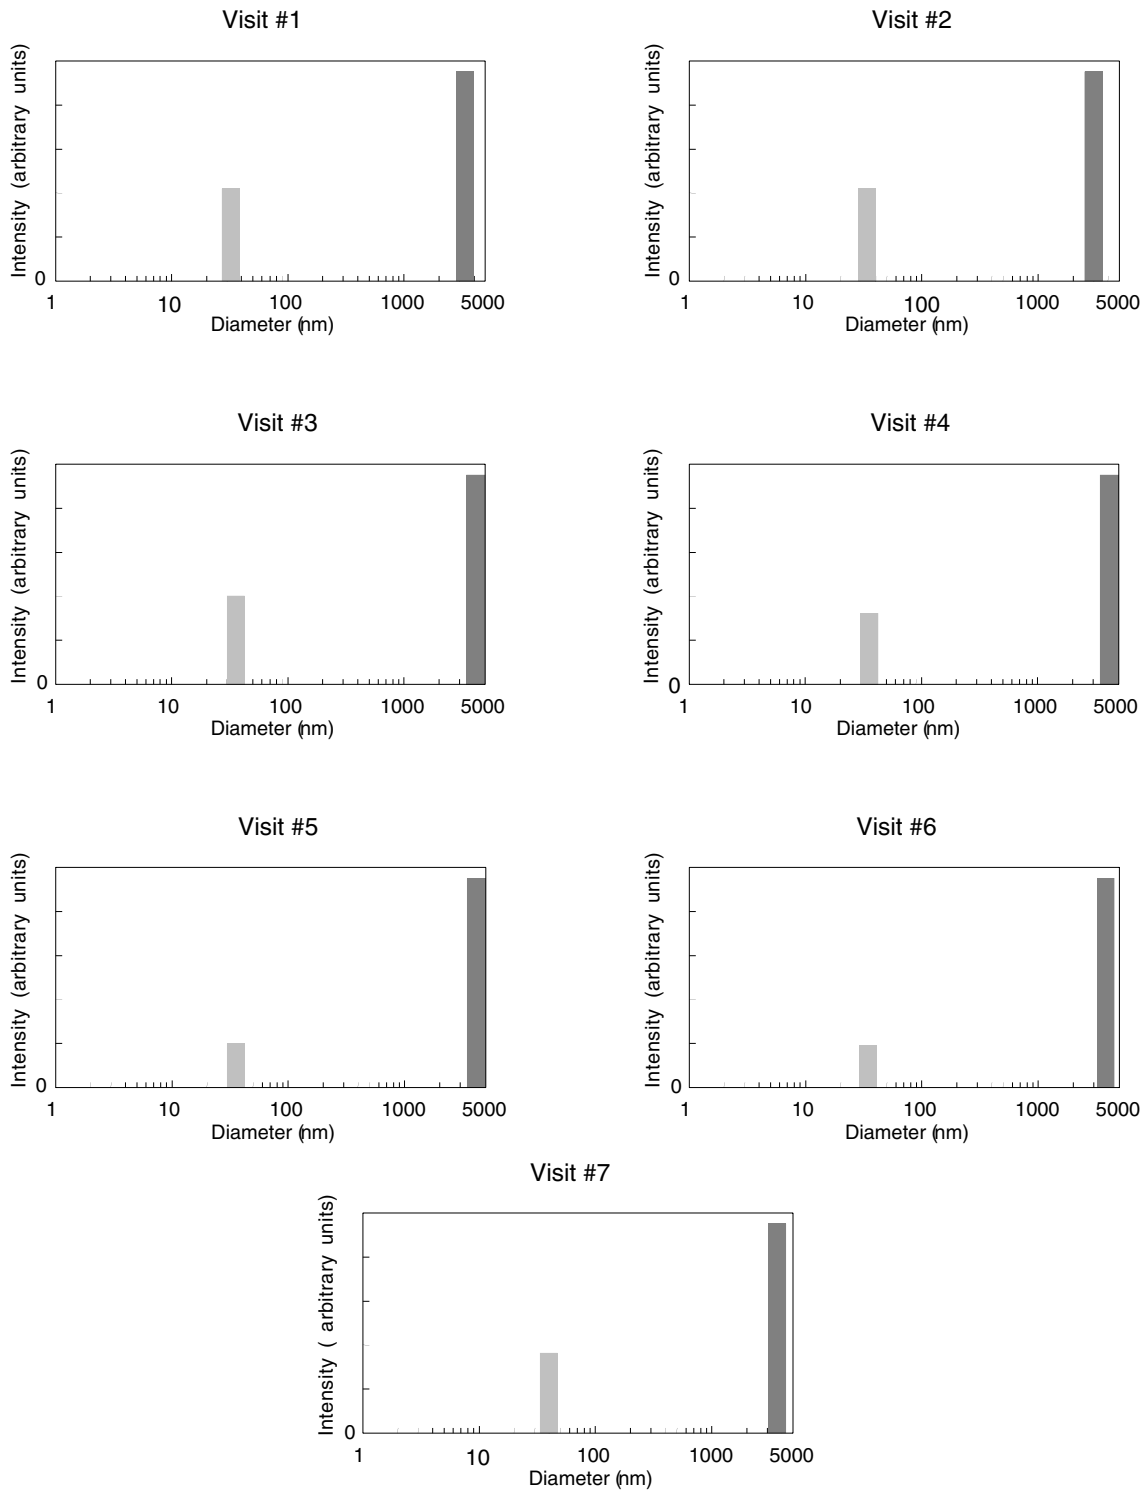 Visit #1
Visit #2
Intensity (arbitrary units)
0
1 10 100 1000 5000
Diameter (nm)
Intensity (arbitrary units)
0
1 10 100 1000 5000
Diameter (nm)
Visit #3
Visit #4
Intensity (arbitrary units)
0
1 10 100 1000 5000
Diameter (nm)
Intensity (arbitrary units)
0
1 10 100 1000 5000
Diameter (nm)
Visit #5
Visit #6
Intensity (arbitrary units)
0
1 10 100 1000 5000
Diameter (nm)
Intensity (arbitrary units)
0
1 10 100 1000 5000
Diameter (nm)
Visit #7
Intensity ( arbitrary units)
0
1 10 100 1000 5000
Diameter (nm)